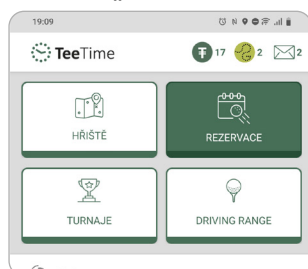 19:09
TeeTime
17
2
2
HŘIŠTĚ
REZERVACE
TURNAJE
DRIVING RANGE